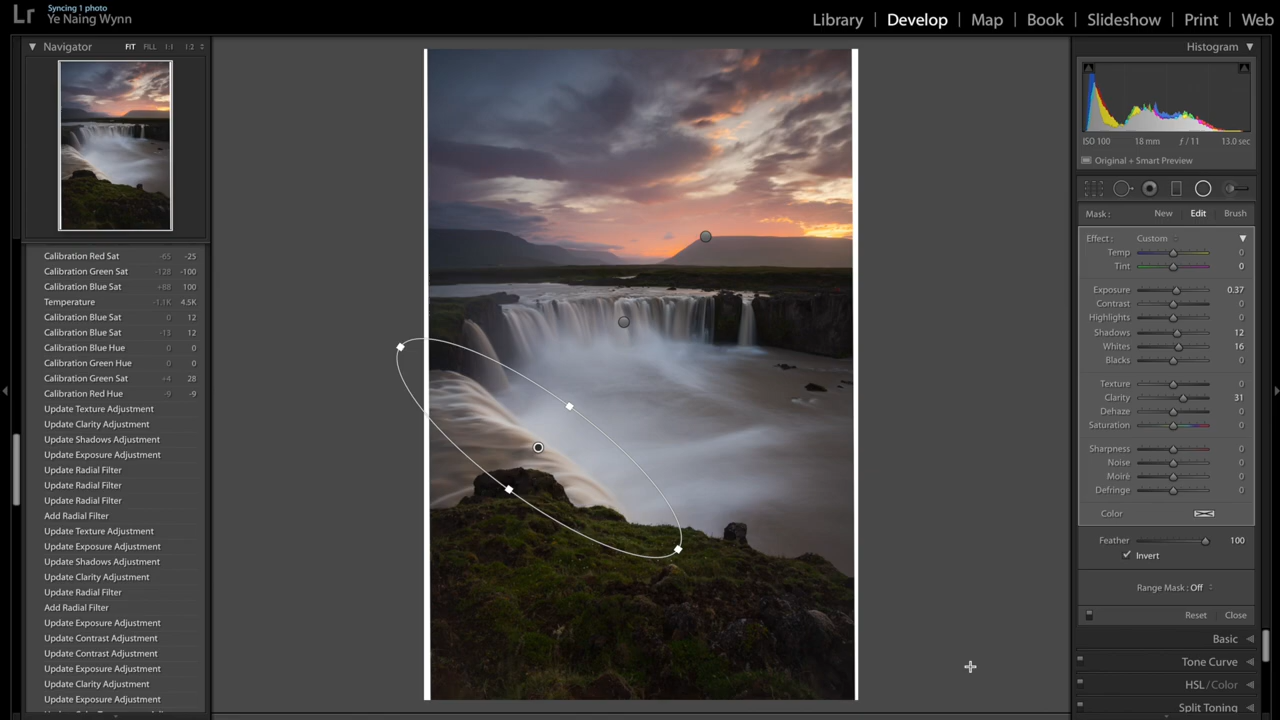 Lr
Syncing 1 photo
Ye Naing Wynn
Library | Develop | Map | Book | Slideshow | Print | Web
Navigator FIT FILL 1:1 1:2
Calibration Red Sat -65 -25
Calibration Green Sat -128 -100
Calibration Blue Sat +88 100
Temperature -1.1K 4.5K
Calibration Blue Sat 0 12
Calibration Blue Sat -13 12
Calibration Blue Hue 0 0
Calibration Green Hue 0 0
Calibration Green Sat +4 28
Calibration Red Hue -9 -9
Update Texture Adjustment
Update Clarity Adjustment
Update Shadows Adjustment
Update Exposure Adjustment
Update Radial Filter
Update Radial Filter
Update Radial Filter
Add Radial Filter
Update Texture Adjustment
Update Exposure Adjustment
Update Shadows Adjustment
Update Clarity Adjustment
Update Radial Filter
Add Radial Filter
Update Exposure Adjustment
Update Contrast Adjustment
Update Contrast Adjustment
Update Exposure Adjustment
Update Clarity Adjustment
Update Exposure Adjustment
Histogram
ISO 100 18 mm ƒ / 11 13.0 sec
Original + Smart Preview
Mask : New Edit Brush
Effect : Custom
Temp
Tint 0
Exposure 0.37
Contrast 0
Highlights 0
Shadows 12
Whites 16
Blacks 0
Texture 0
Clarity 31
Dehaze 0
Saturation 0
Sharpness 0
Noise 0
Moiré 0
Defringe 0
Color
Feather 100
Invert
Range Mask : Off
Reset Close
Basic
Tone Curve
HSL / Color
Split Toning